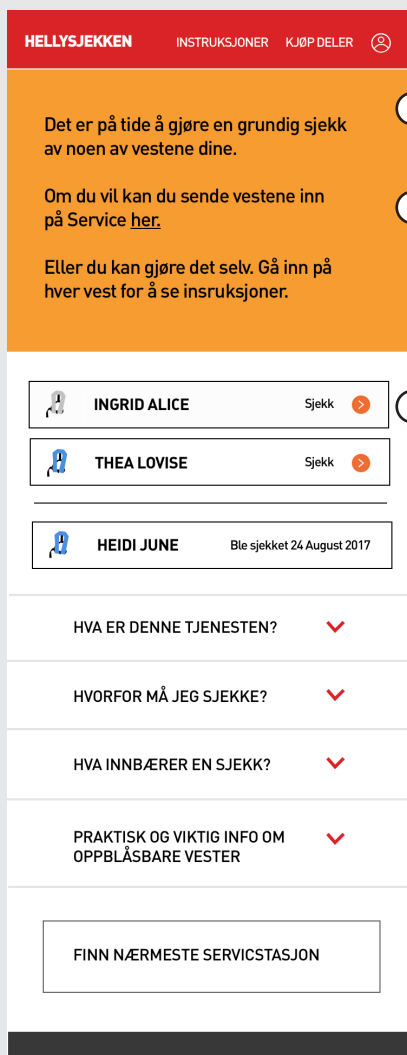 HELLYSJEKKEN INSTRUKSJONER KJØP DELER
Det er på tide å gjøre en grundig sjekk
av noen av vestene dine.
Om du vil kan du sende vestene inn
på Service her.
Eller du kan gjøre det selv. Gå inn på
hver vest for å se insruksjoner.
INGRID ALICE Sjekk
THEA LOVISE Sjekk
HEIDI JUNE Ble sjekket 24 August 2017
HVA ER DENNE TJENESTEN?
HVORFOR MÅ JEG SJEKKE?
HVA INNBÆRER EN SJEKK?
PRAKTISK OG VIKTIG INFO OM
OPPBLÅSBARE VESTER
FINN NÆRMESTE SERVICSTASJON